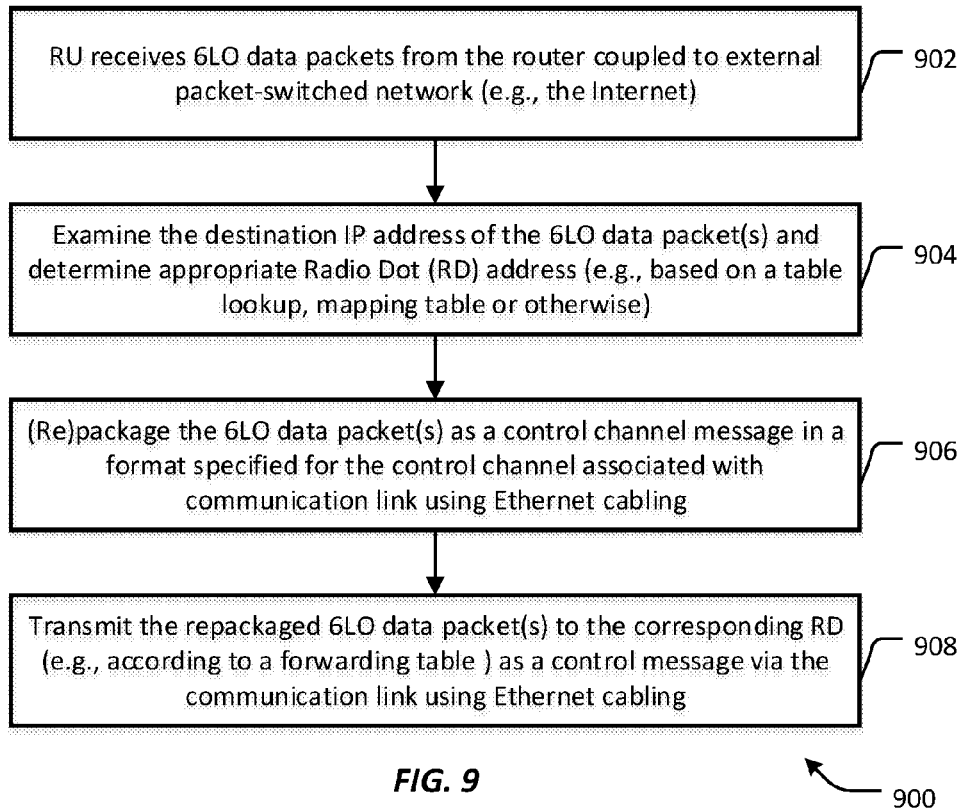 RU receives 6LO data packets from the router coupled to external
packet-switched network (e.g., the Internet)
902
Examine the destination IP address of the 6LO data packet(s) and
determine appropriate Radio Dot (RD) address (e.g., based on a table
lookup, mapping table or otherwise)
904
(Re)package the 6LO data packet(s) as a control channel message in a
format specified for the control channel associated with
communication link using Ethernet cabling
906
Transmit the repackaged 6LO data packet(s) to the corresponding RD
(e.g., according to a forwarding table ) as a control message via the
communication link using Ethernet cabling
908
FIG. 9
900